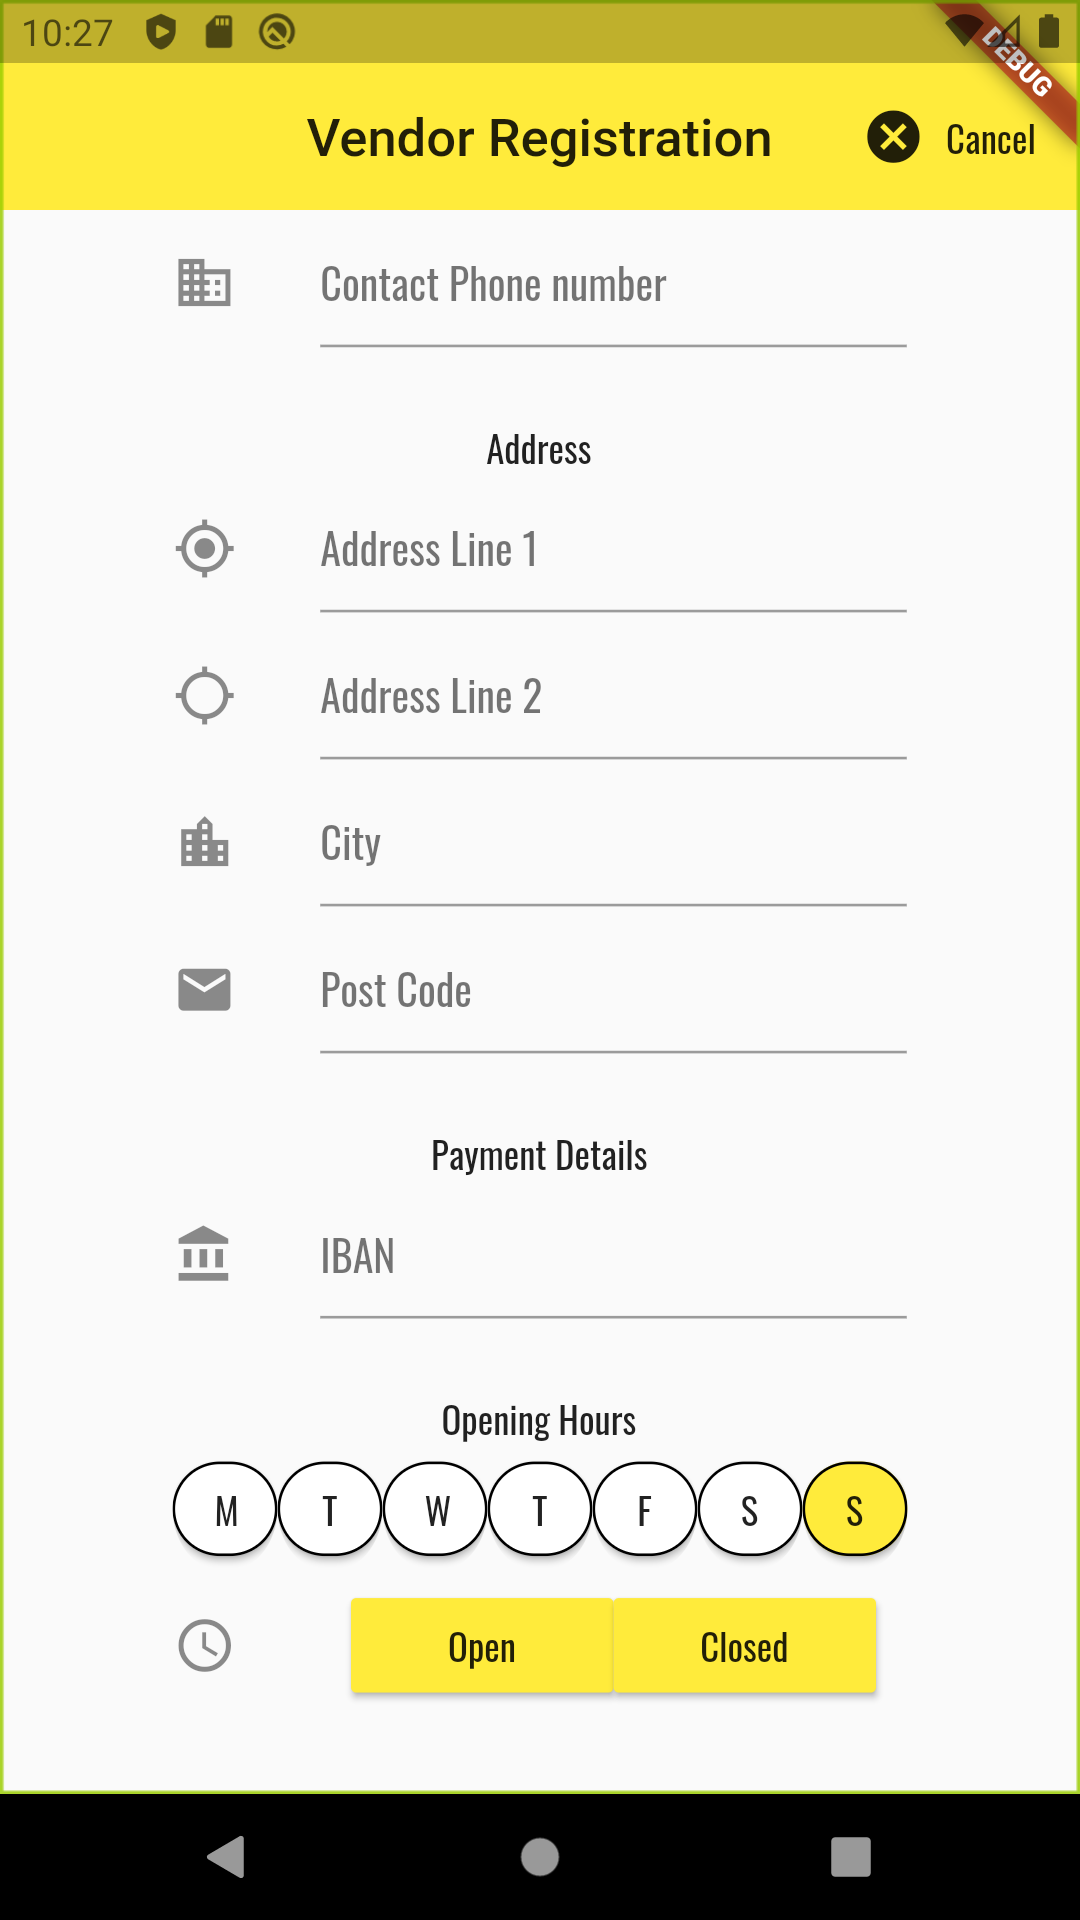 10:27
DEBUG
Vendor Registration
Cancel
Contact Phone number
Address
Address Line 1
Address Line 2
City
Post Code
Payment Details
IBAN
Opening Hours
M T W T F S S
Open Closed